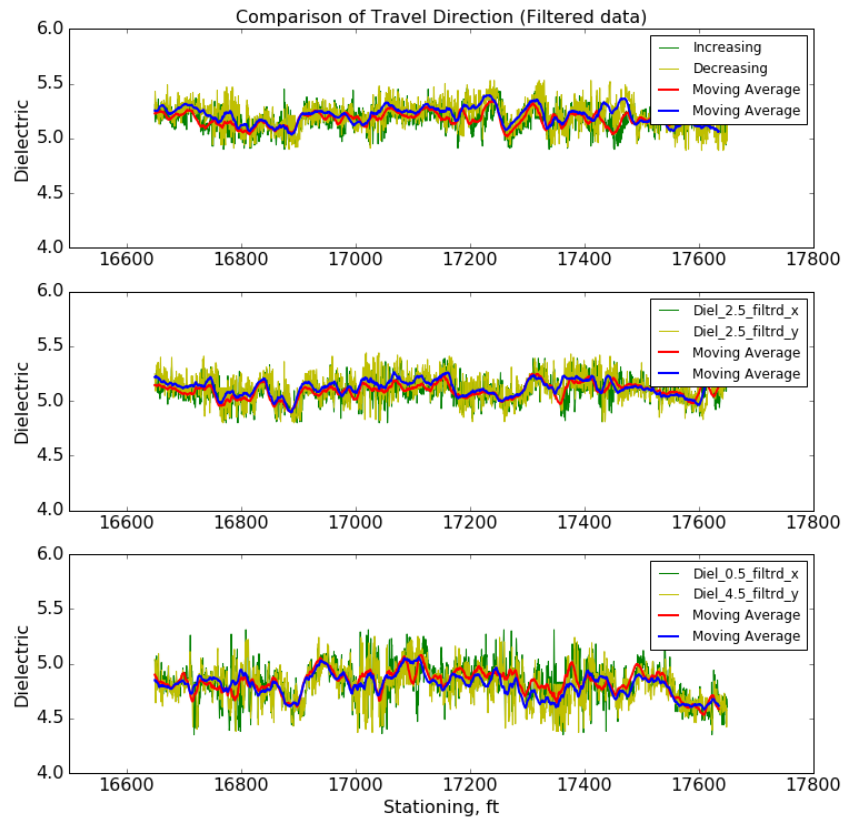 Comparison of Travel Direction (Filtered data)
6.0
5.5
5.0
4.5
4.0
Dielectric
Increasing
Decreasing
Moving Average
Moving Average
16600 16800 17000 17200 17400 17600 17800
6.0
5.5
5.0
4.5
4.0
Dielectric
Diel_2.5_filtrd_x
Diel_2.5_filtrd_y
Moving Average
Moving Average
16600 16800 17000 17200 17400 17600 17800
6.0
5.5
5.0
4.5
4.0
Dielectric
Diel_0.5_filtrd_x
Diel_4.5_filtrd_y
Moving Average
Moving Average
16600 16800 17000 17200 17400 17600 17800
Stationing, ft